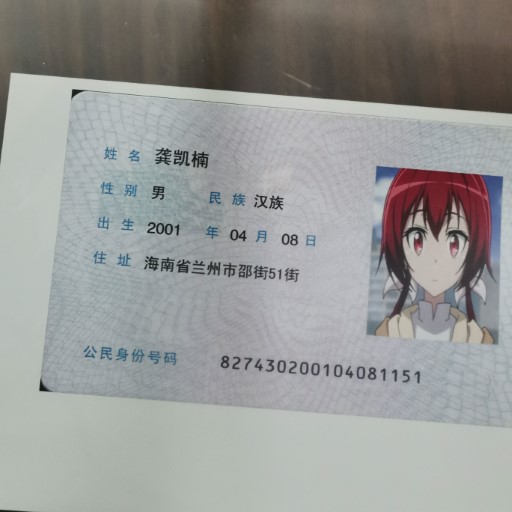 姓名 龚凯楠
性别 男 民族 汉族
出生 2001 年 04 月 08 日
住址 海南省兰州市邵街51街
公民身份号码 827430200104081151